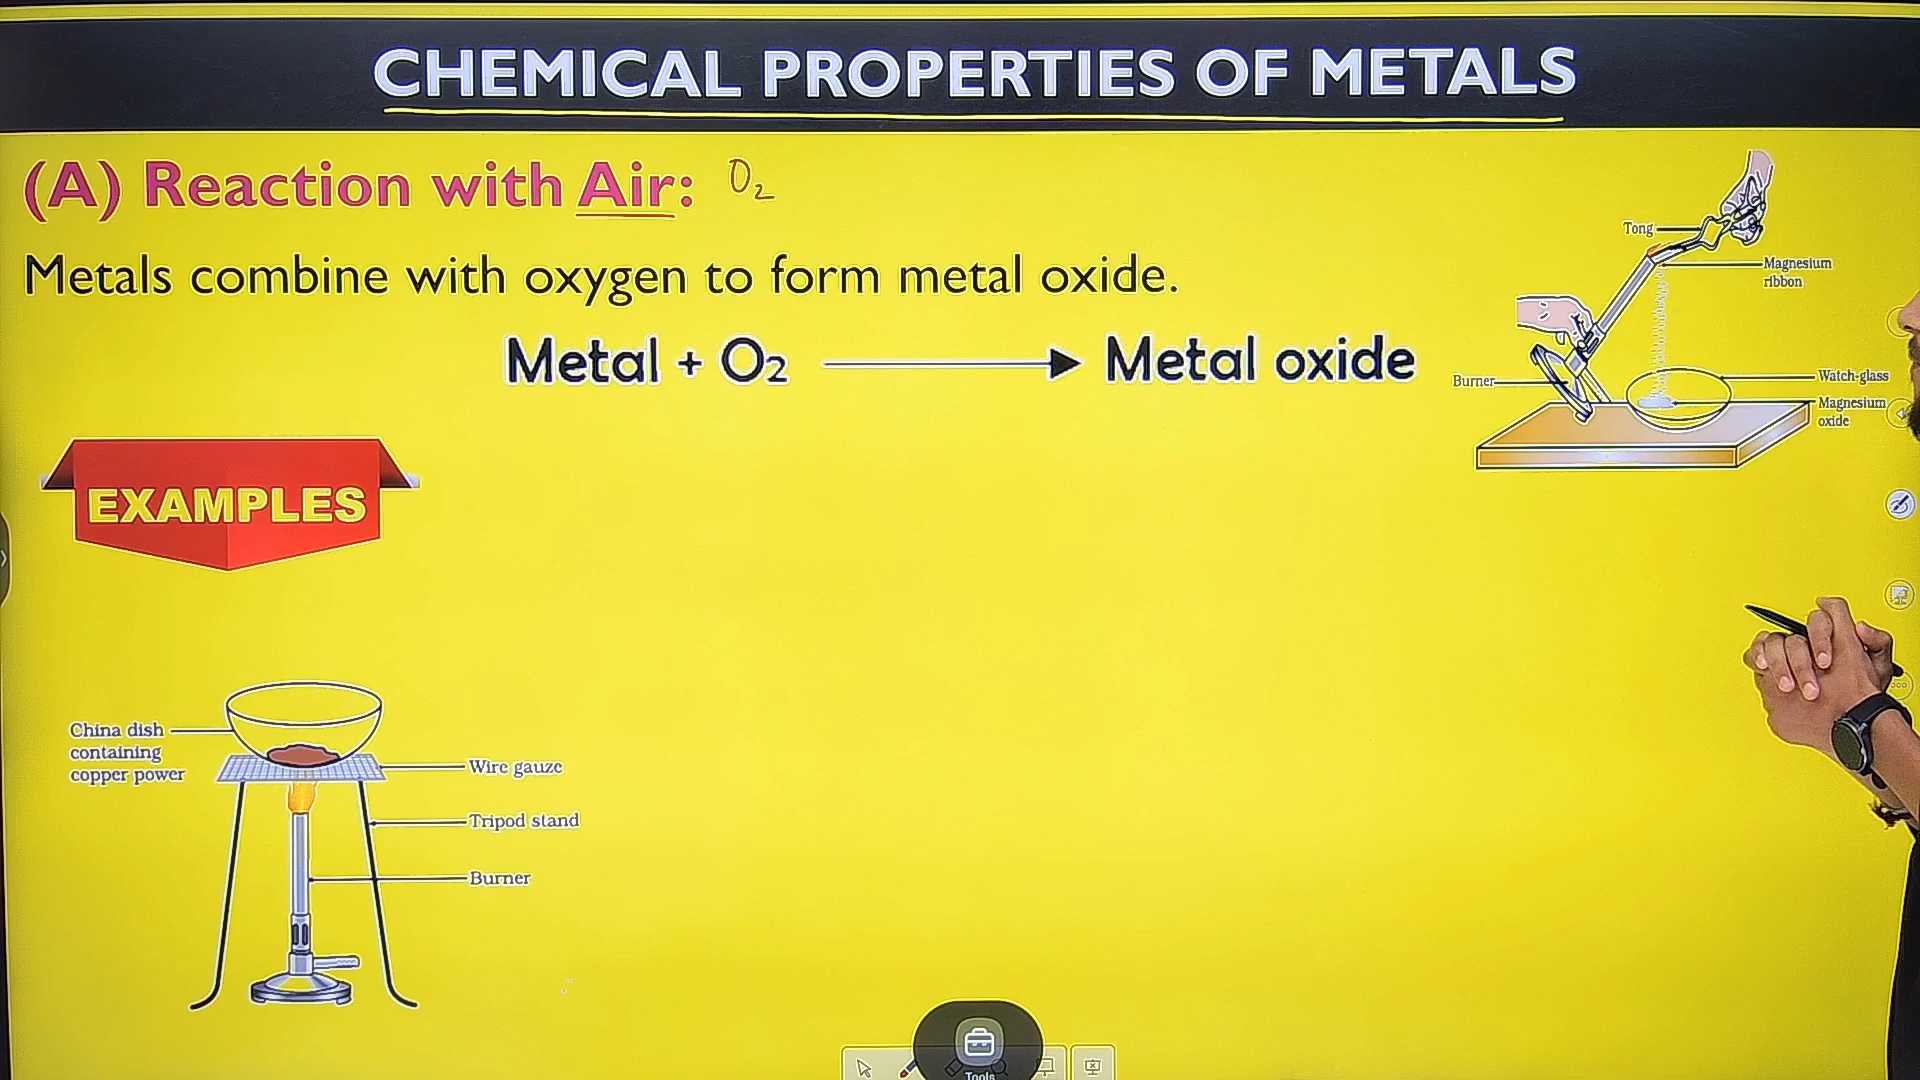 CHEMICAL PROPERTIES OF METALS
(A) Reaction with Air: O₂
Metals combine with oxygen to form metal oxide.
Metal + O₂ ⟶ Metal oxide
Tong
Magnesium
ribbon
Burner
Watch-glass
Magnesium
oxide
EXAMPLES
China dish
containing
copper power
Wire gauze
Tripod stand
Burner
Tools